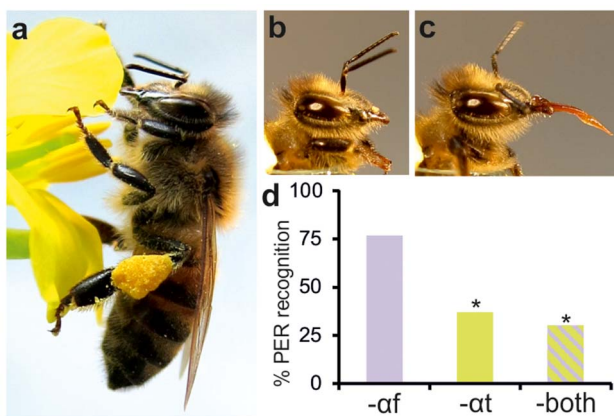 a
b
c
d
% PER recognition
100
75
50
25
0
*
*
-αf
-αt
-both